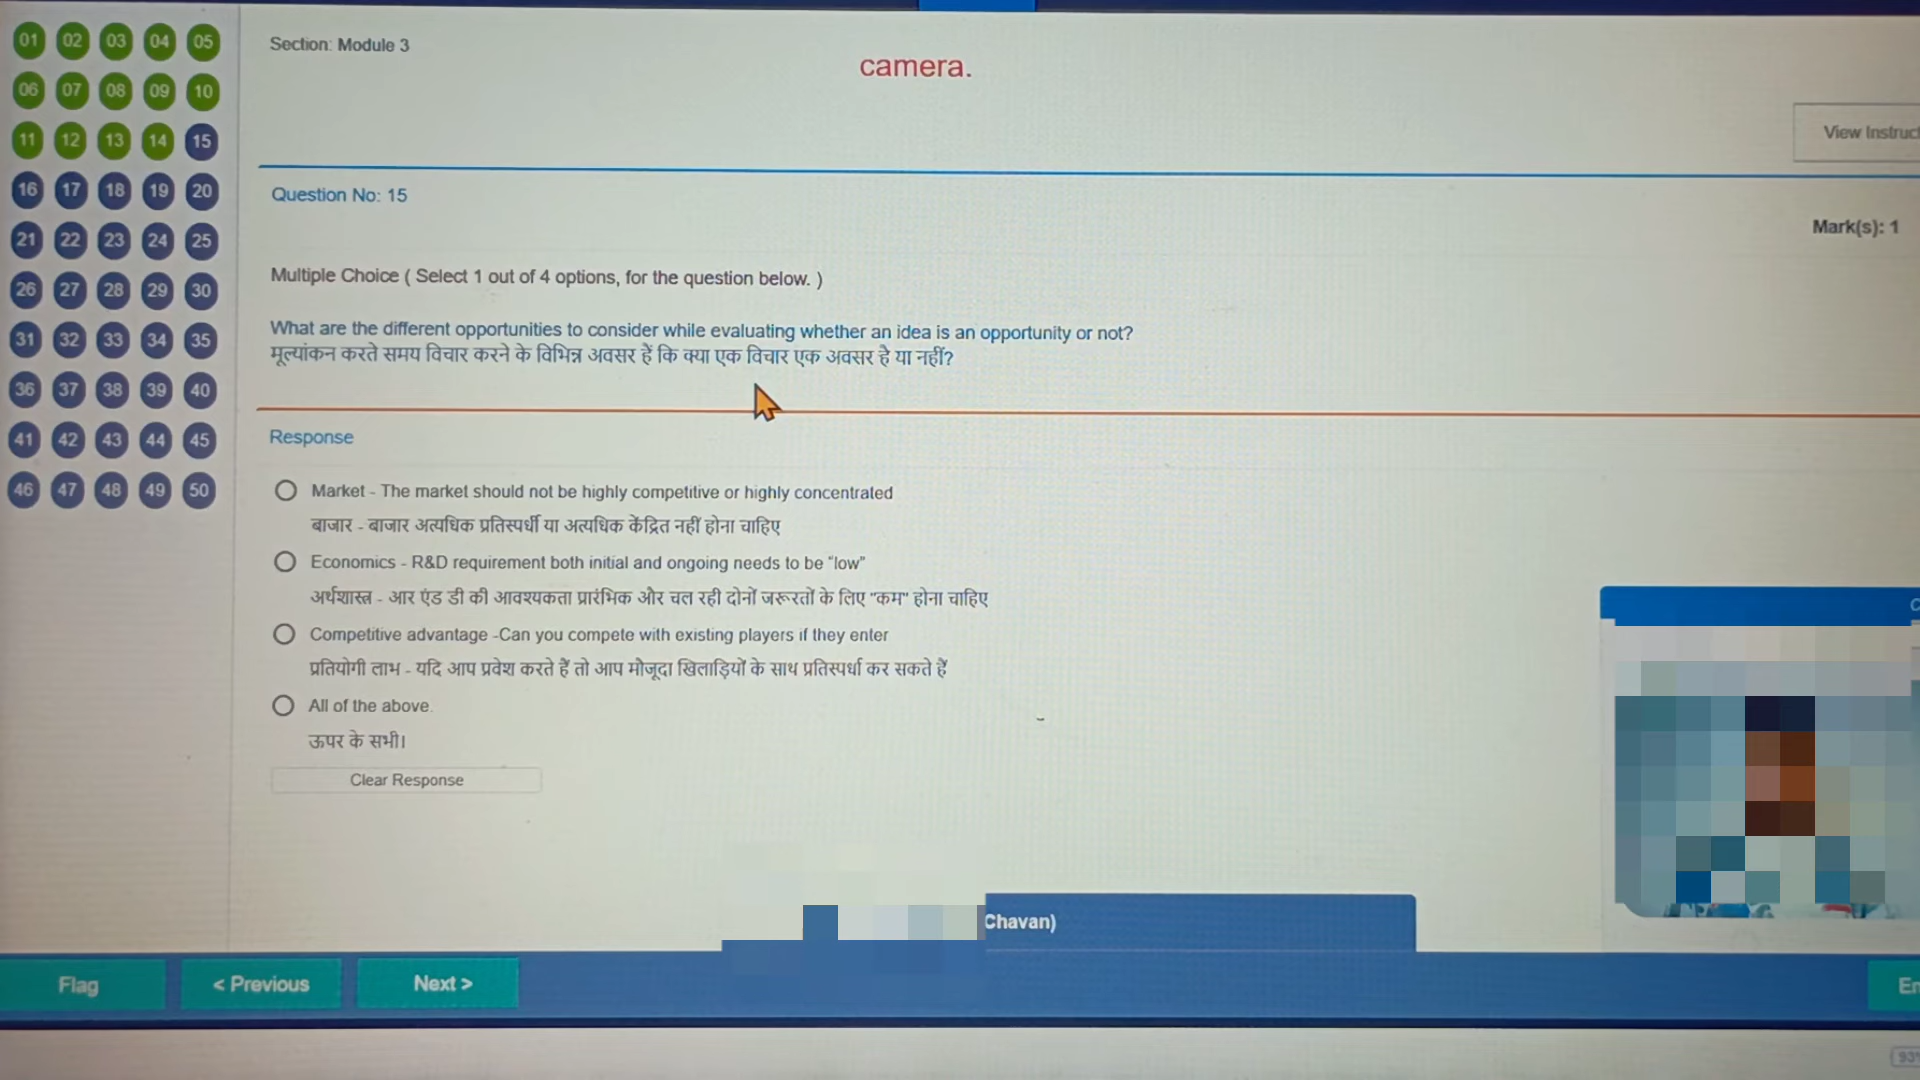 01 02 03 04 05
06 07 08 09 10
11 12 13 14 15
16 17 18 19 20
21 22 23 24 25
26 27 28 29 30
31 32 33 34 35
36 37 38 39 40
41 42 43 44 45
46 47 48 49 50
Section: Module 3
camera.
View Instruc
Question No: 15
Mark(s): 1
Multiple Choice ( Select 1 out of 4 options, for the question below. )
What are the different opportunities to consider while evaluating whether an idea is an opportunity or not?
मूल्यांकन करते समय विचार करने के विभिन्न अवसर हैं कि क्या एक विचार एक अवसर है या नहीं?
Response
Market - The market should not be highly competitive or highly concentrated
बाजार - बाजार अत्यधिक प्रतिस्पर्धी या अत्यधिक केंद्रित नहीं होना चाहिए
Economics - R&D requirement both initial and ongoing needs to be "low"
अर्थशास्त्र - आर एंड डी की आवश्यकता प्रारंभिक और चल रही दोनों जरूरतों के लिए "कम" होना चाहिए
Competitive advantage -Can you compete with existing players if they enter
प्रतियोगी लाभ - यदि आप प्रवेश करते हैं तो आप मौजूदा खिलाड़ियों के साथ प्रतिस्पर्धा कर सकते हैं
All of the above.
ऊपर के सभी।
Clear Response
Chavan)
Flag
< Previous
Next >
En
93%